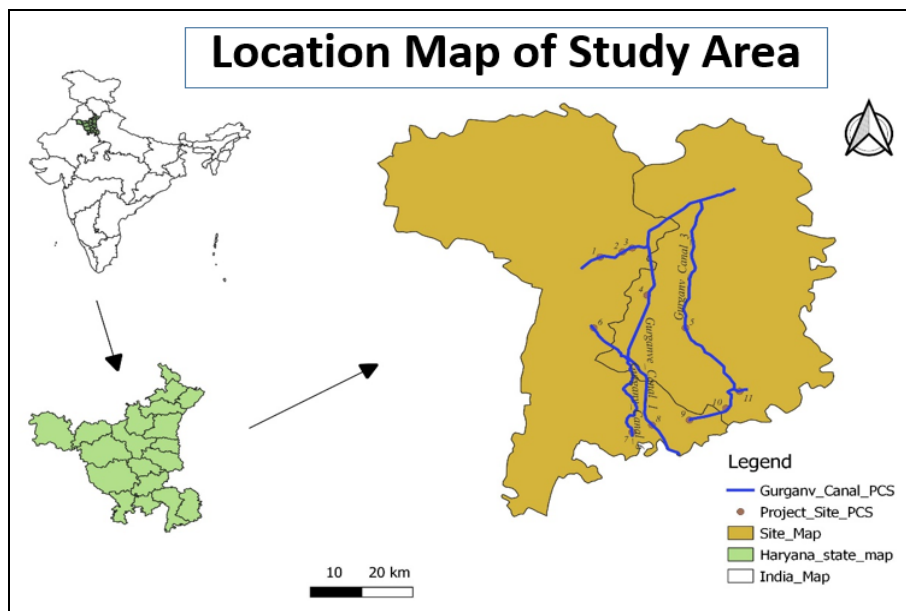 Location Map of Study Area
1
2
3
4
5
6
7
8
9
10
11
Gurganv Canal 3
Gurganve Canal 1
Legend
Gurganv_Canal_PCS
Project_Site_PCS
Site_Map
Haryana_state_map
India_Map
10 20 km